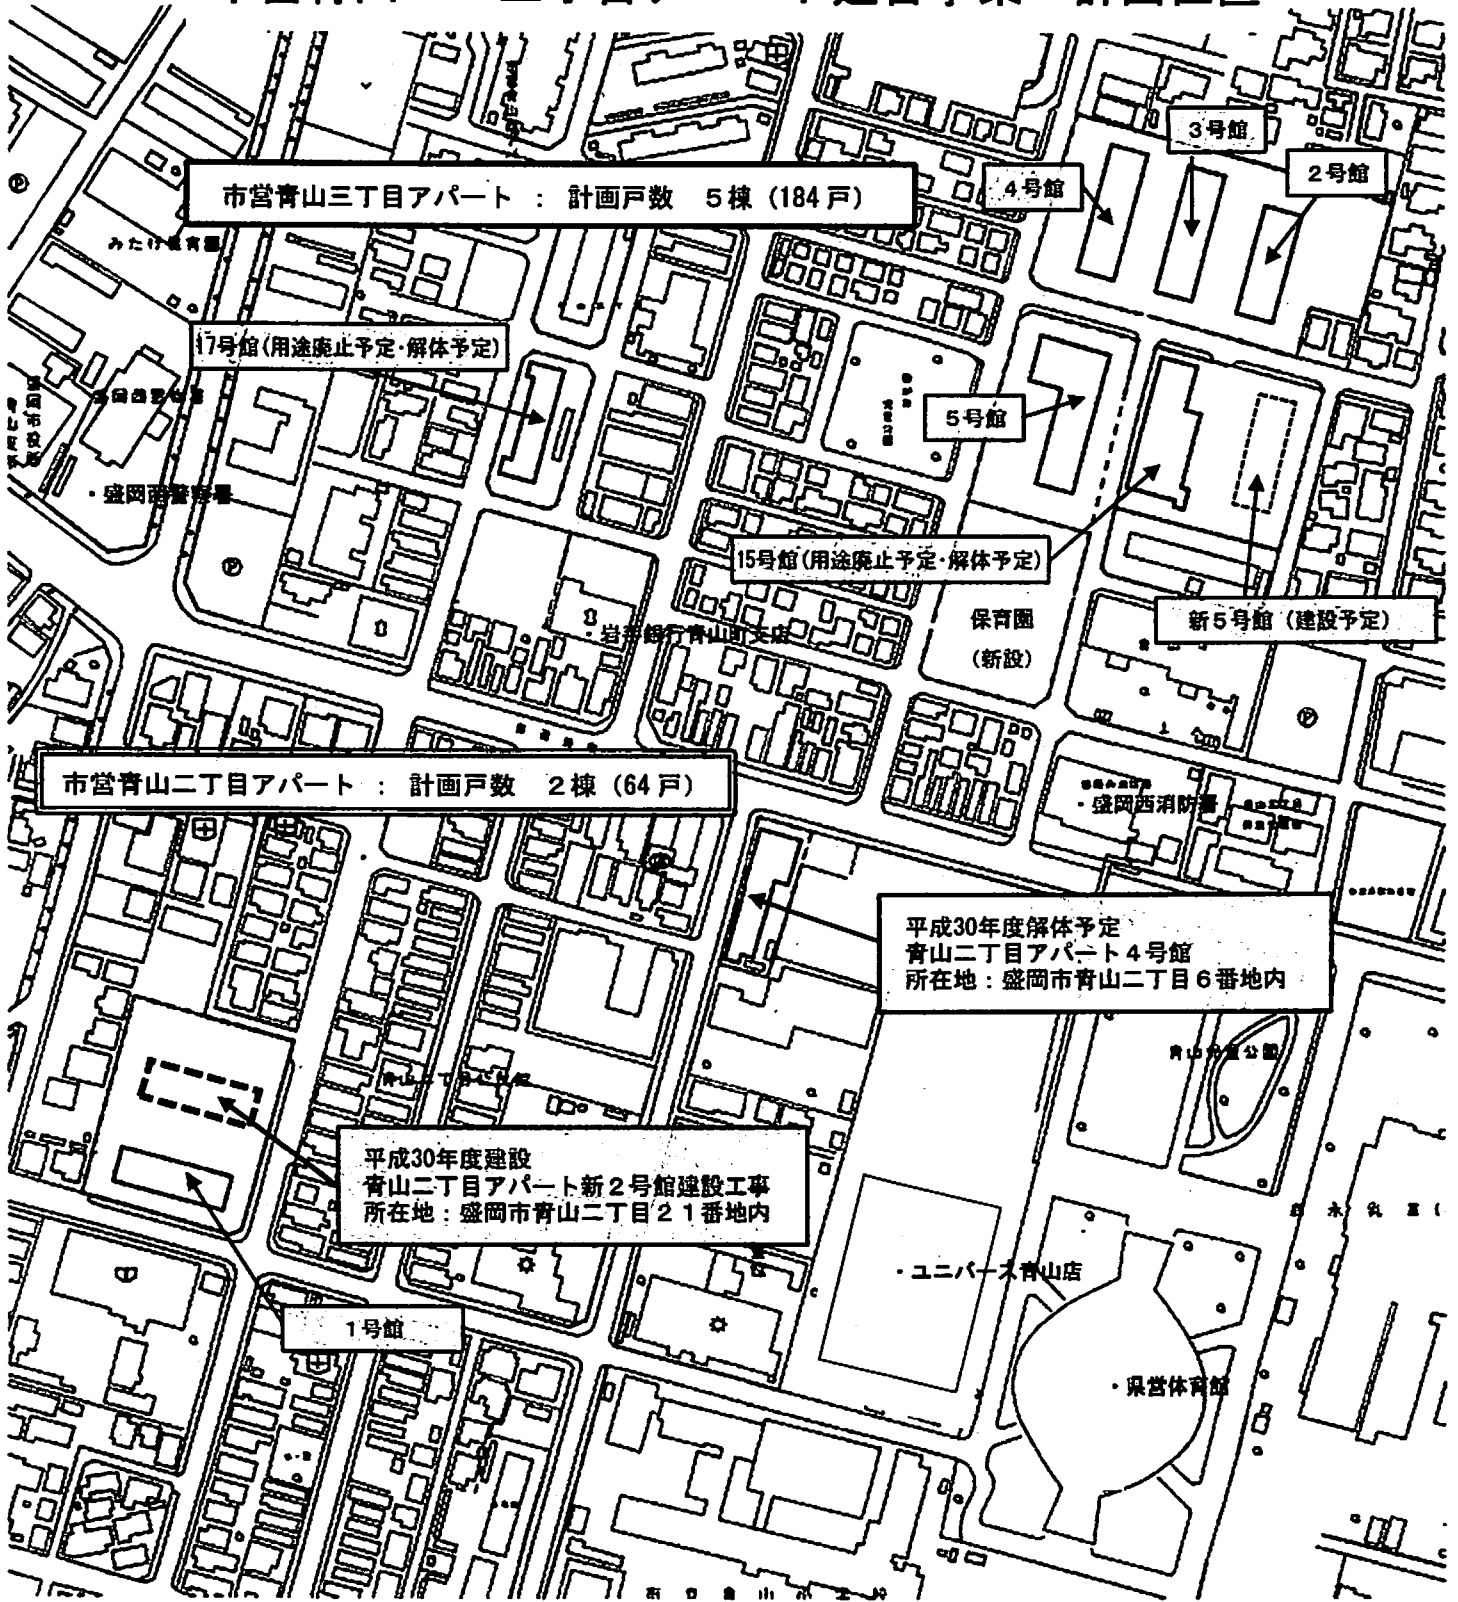 3号館
2号館
4号館
市営青山三丁目アパート : 計画戸数 5棟(184戸)
17号館(用途廃止予定・解体予定)
5号館
・盛岡西警察署
15号館(用途廃止予定・解体予定)
新5号館(建設予定)
保育園
(新設)
・岩手銀行青山町支店
市営青山二丁目アパート : 計画戸数 2棟(64戸)
・盛岡西消防署
平成30年度解体予定
青山二丁目アパート4号館
所在地:盛岡市青山二丁目6番地内
平成30年度建設
青山二丁目アパート新2号館建設工事
所在地:盛岡市青山二丁目21番地内
・ユニバース青山店
1号館
・県営体育館